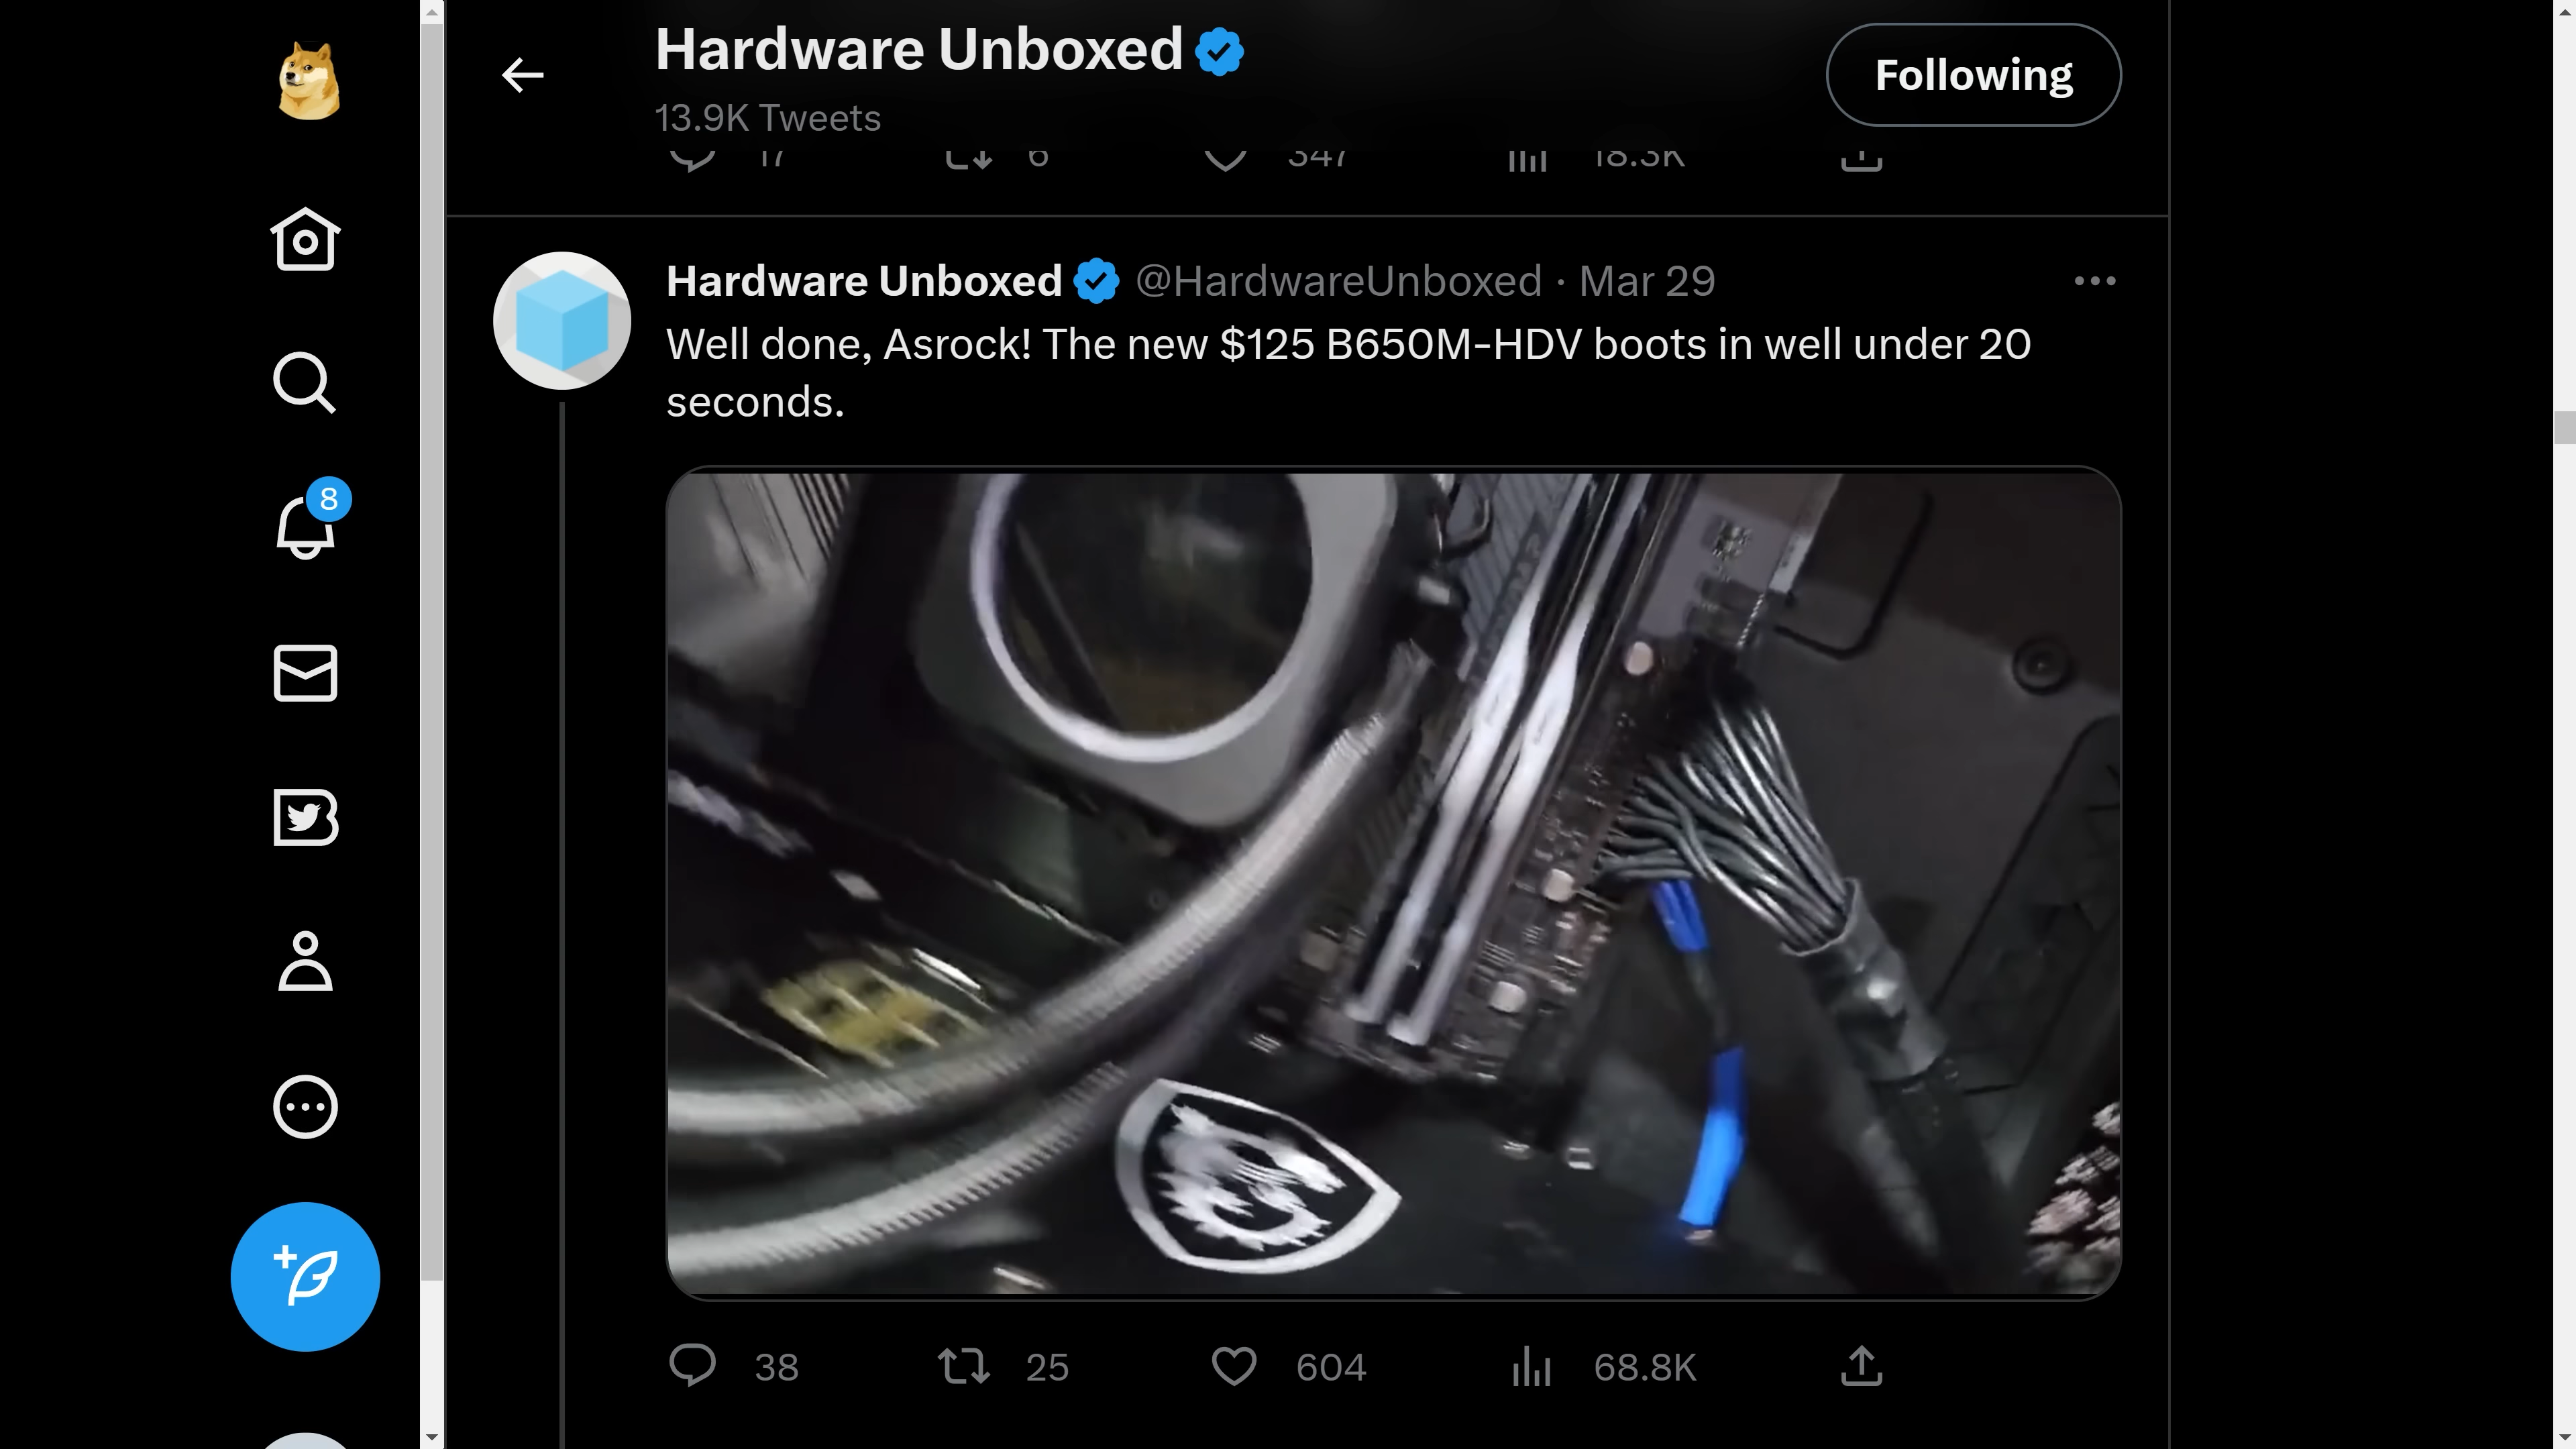 Hardware Unboxed
Following
13.9K Tweets
17 6 347 18.3K
8
Hardware Unboxed @HardwareUnboxed · Mar 29
Well done, Asrock! The new $125 B650M-HDV boots in well under 20
seconds.
38 25 604 68.8K